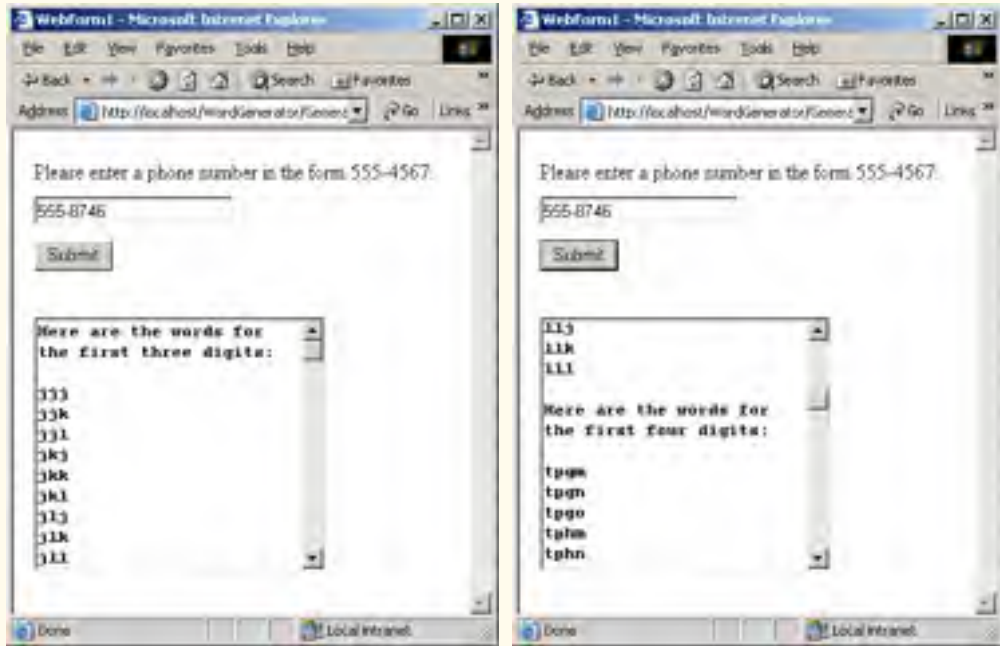 WebForm1 - Microsoft Internet Explorer
File Edit View Favorites Tools Help
Back Search Favorites
Address http://localhost/WordGenerator/Genera Go Links
Please enter a phone number in the form 555-4567:
555-8746
Submit
Here are the words for
the first three digits:
jjj
jjk
jjl
jkj
jkk
jkl
jlj
jlk
jll
Done Local intranet
WebForm1 - Microsoft Internet Explorer
File Edit View Favorites Tools Help
Back Search Favorites
Address http://localhost/WordGenerator/Genera Go Links
Please enter a phone number in the form 555-4567:
555-8746
Submit
llj
llk
lll
Here are the words for
the first four digits:
tpgm
tpgn
tpgo
tphm
tphn
Done Local intranet